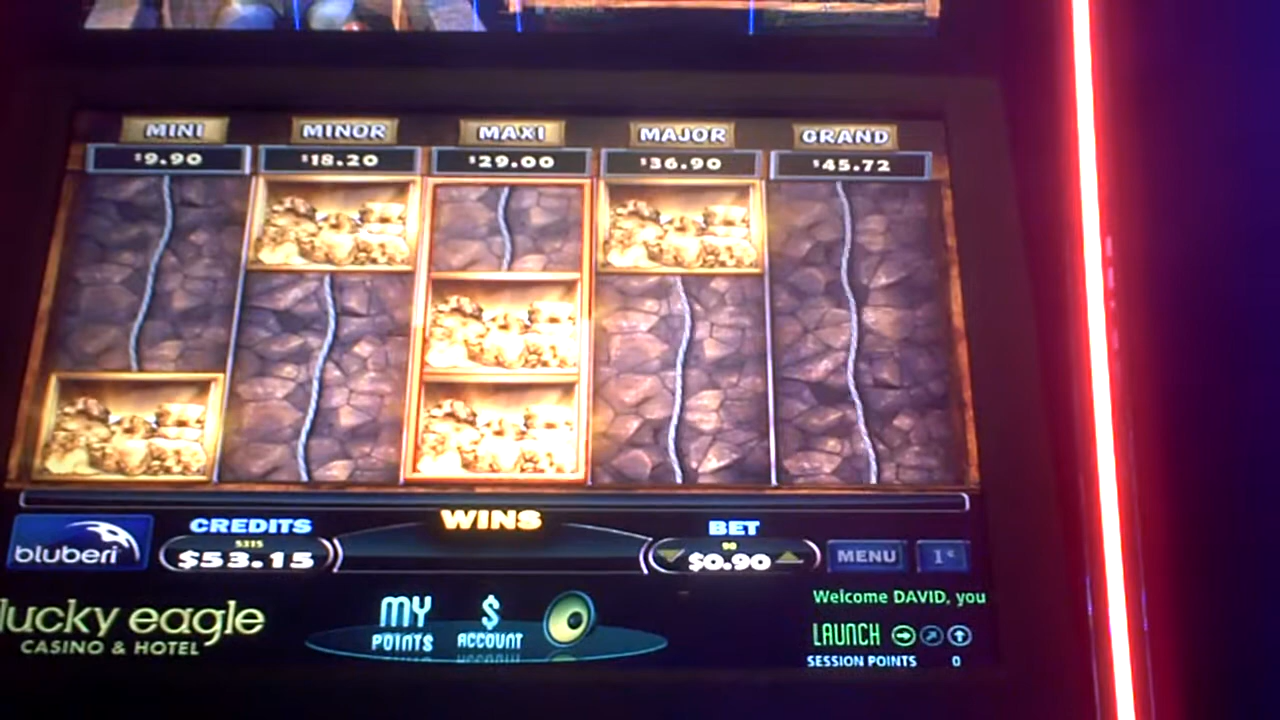 MINI MINOR MAXI MAJOR GRAND
$9.90 $18.20 $29.00 $36.90 $45.72
bluberi
CREDITS
5315
$53.15
WINS
BET
90
$0.90
MENU
1¢
lucky eagle
CASINO & HOTEL
MY
POINTS
$
ACCOUNT
Welcome DAVID, you
LAUNCH
SESSION POINTS 0